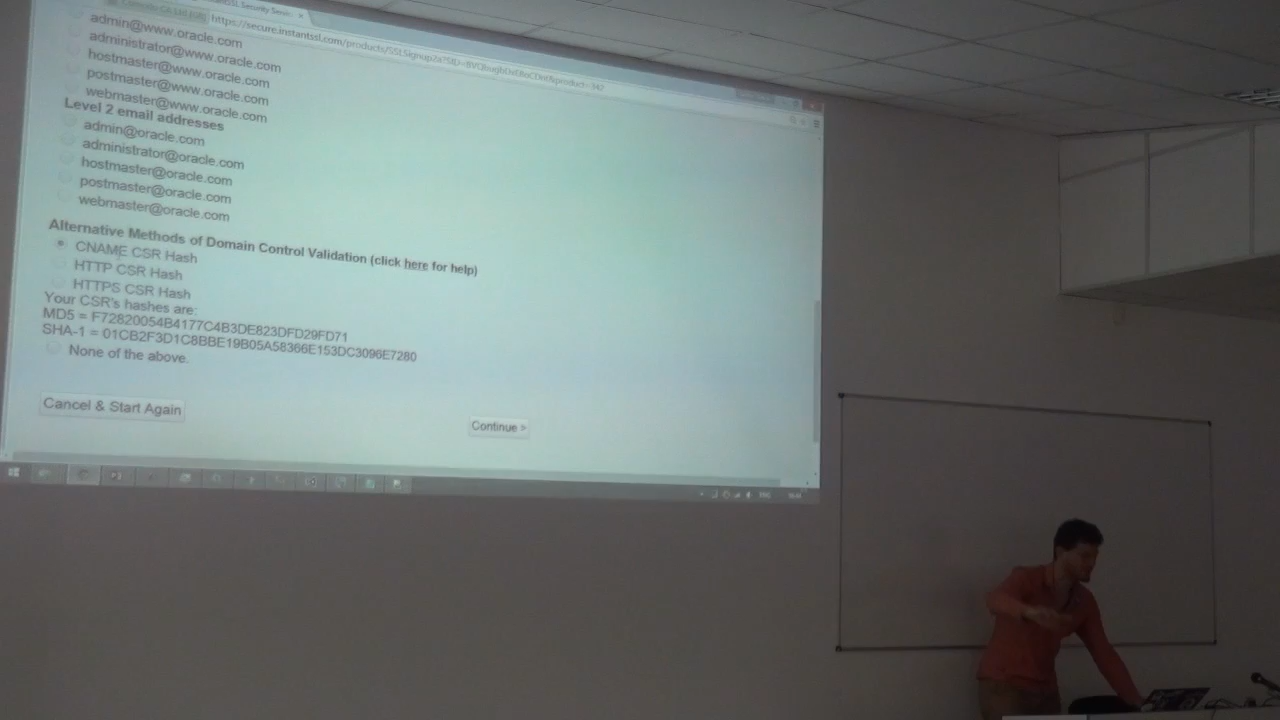 https://secure.instantssl.com/products/SSLSignup2a?
admin@www.oracle.com
administrator@www.oracle.com
hostmaster@www.oracle.com
postmaster@www.oracle.com
webmaster@www.oracle.com
Level 2 email addresses
admin@oracle.com
administrator@oracle.com
hostmaster@oracle.com
postmaster@oracle.com
webmaster@oracle.com
Alternative Methods of Domain Control Validation (click here for help)
CNAME CSR Hash
HTTP CSR Hash
HTTPS CSR Hash
Your CSR's hashes are:
MD5 = F72820054B4177C4B3DE823DFD29FD71
SHA-1 = 01CB2F3D1C8BBE19B05A58366E153DC3096E7280
None of the above.
Cancel & Start Again
Continue >